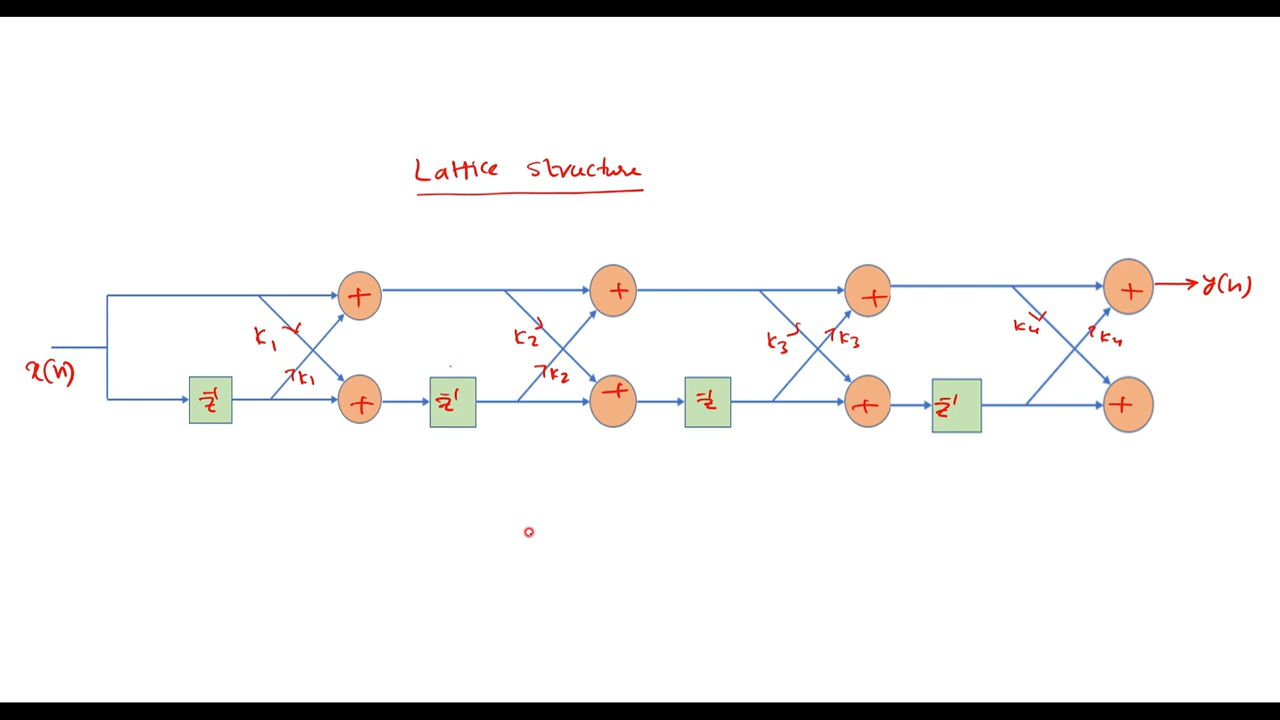 Lattice structure
+ + + + → y(n)
K1 K2 K3 K3 K4 K4
x(n) K1 K2
z⁻¹ + z⁻¹ + z⁻¹ + z⁻¹ +